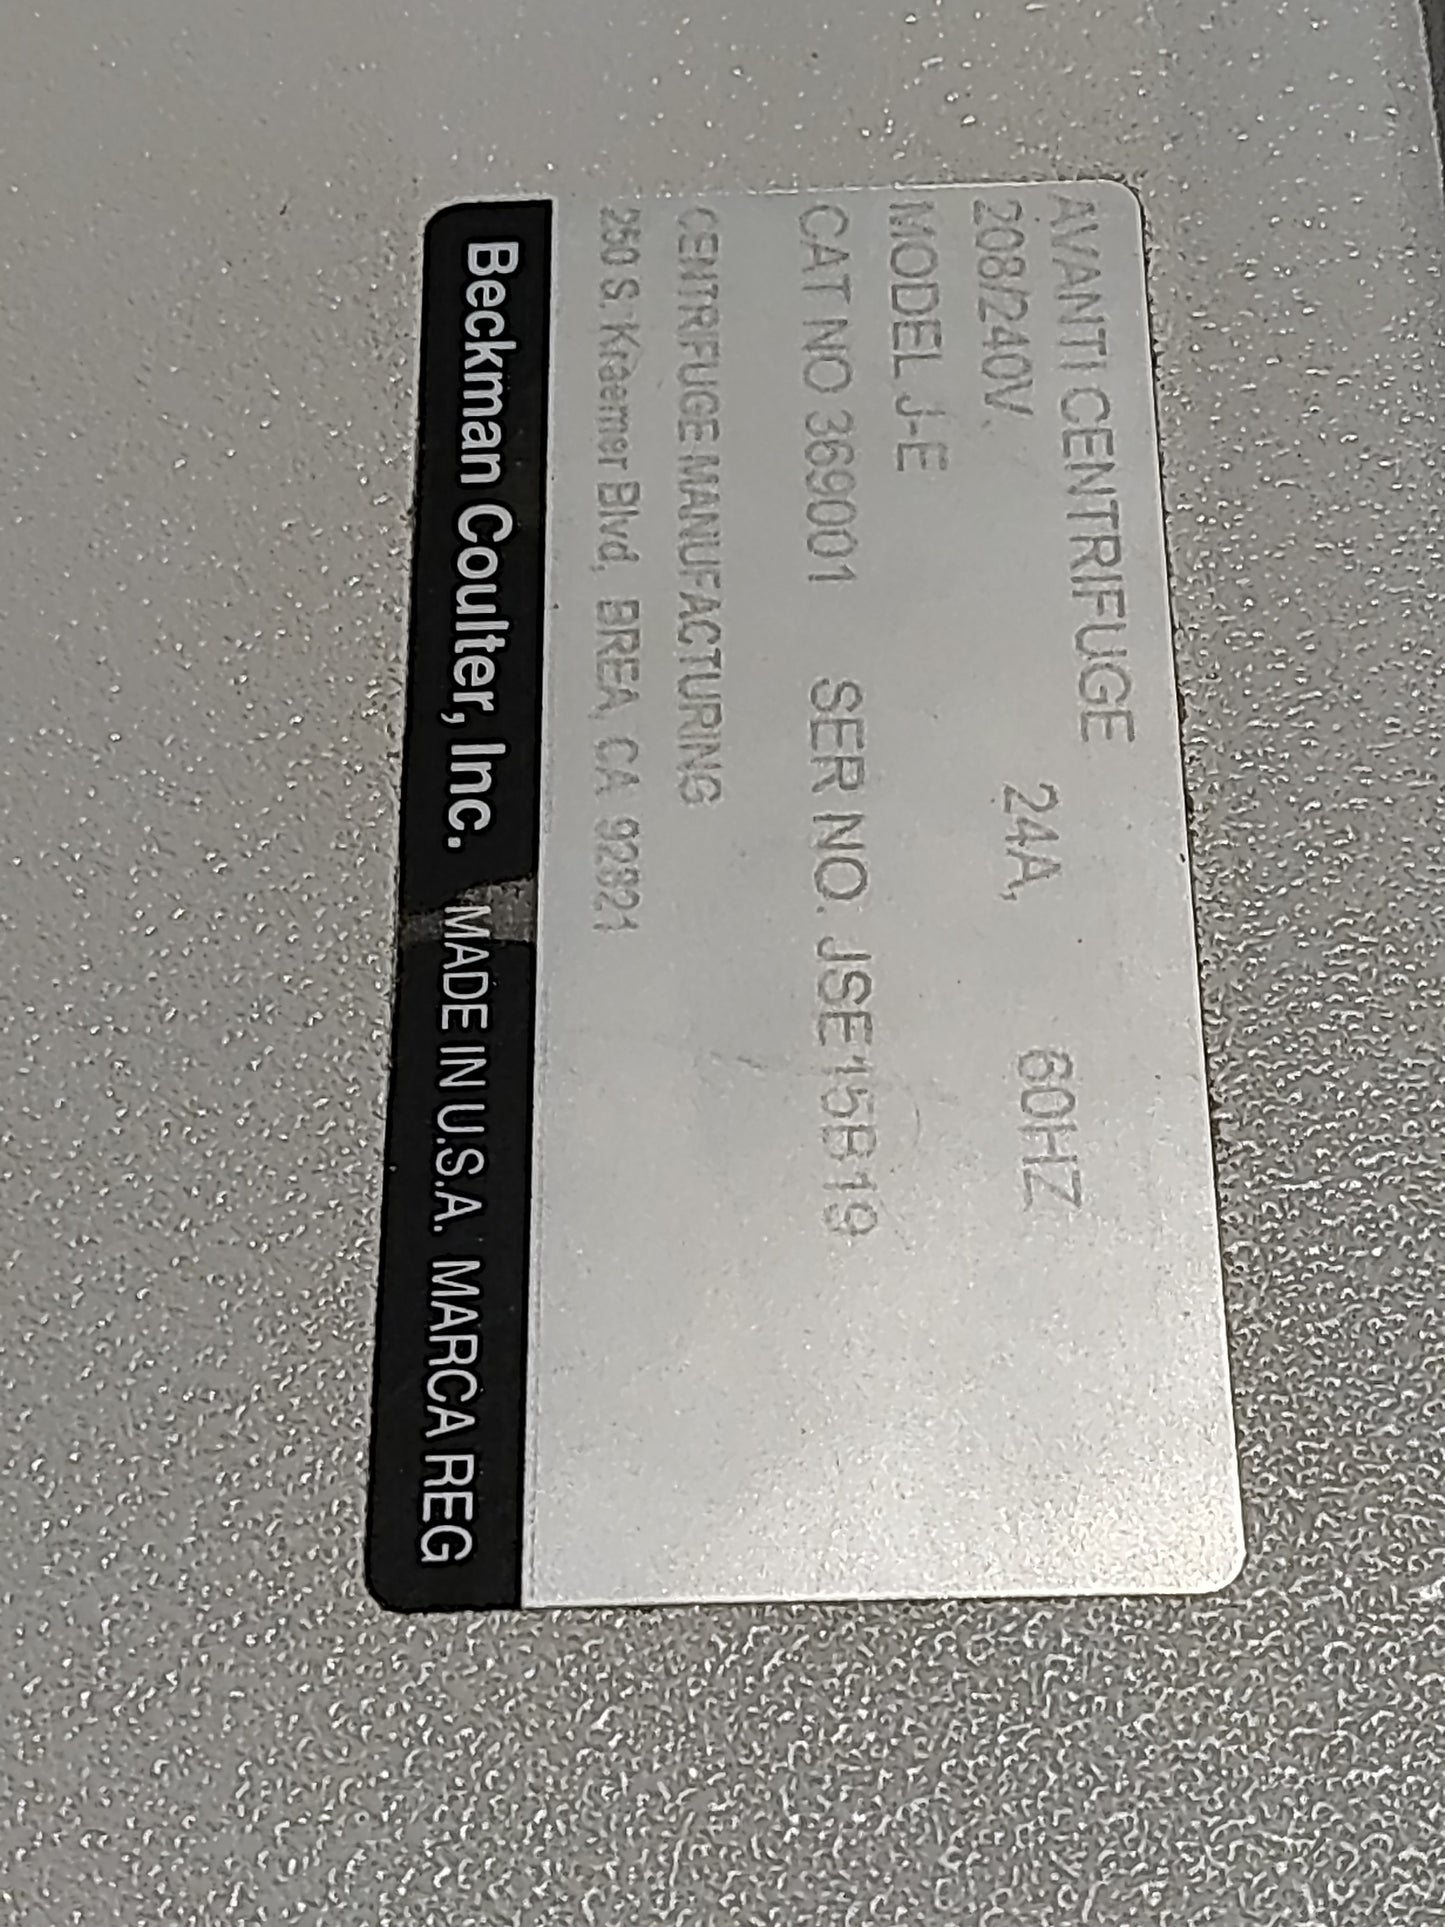 AVANTI CENTRIFUGE
208/240V, 24A, 60HZ
MODEL J-E
CAT NO 369001 SER NO. JSE15B19
CENTRIFUGE MANUFACTURING
250 S. Kraemer Blvd, BREA, CA 92821
Beckman Coulter, Inc. MADE IN U.S.A. MARCA REG